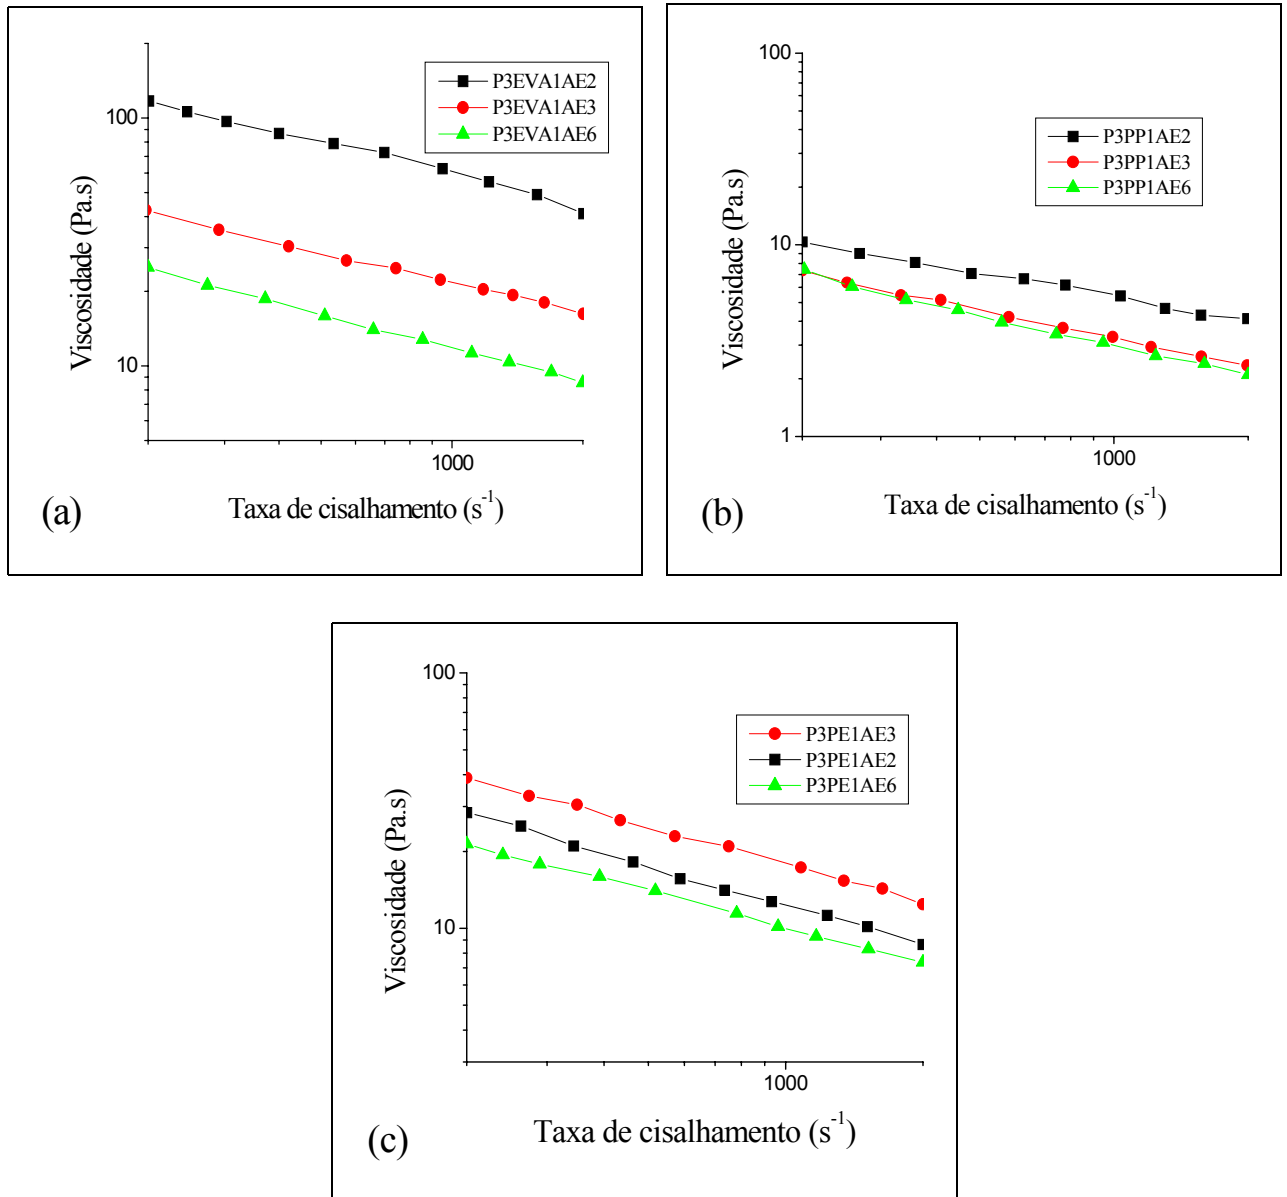 P3EVA1AE2
P3EVA1AE3
P3EVA1AE6
100
10
Viscosidade (Pa.s)
1000
Taxa de cisalhamento (s⁻¹)
(a)
100
10
1
Viscosidade (Pa.s)
P3PP1AE2
P3PP1AE3
P3PP1AE6
1000
Taxa de cisalhamento (s⁻¹)
(b)
100
10
Viscosidade (Pa.s)
P3PE1AE3
P3PE1AE2
P3PE1AE6
1000
Taxa de cisalhamento (s⁻¹)
(c)